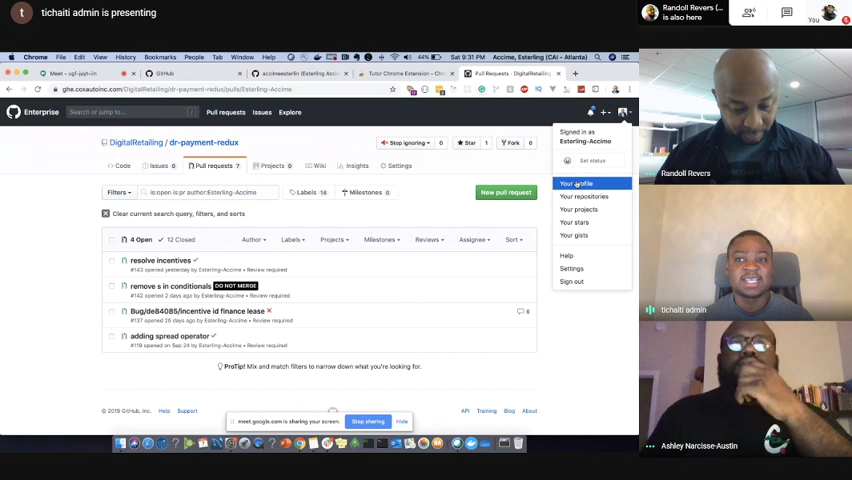 t
tichaiti admin is presenting
Randoll Revers (...
is also here
6
You
Chrome File Edit View History Bookmarks People Tab Window Help
44% Sat 9:31 PM Accime, Esterling (CAI - Atlanta)
GitHub
accimeesterlin (Esterling Accim
Tutor Chrome Extension
Pull Requests · DigitalRetailing
ghe.coxautoinc.com/DigitalRetailing/dr-payment-redux/pulls/Esterling-Accime
Enterprise
Search or jump to...
/
Pull requests Issues Explore
Signed in as
Esterling-Accime
Set status
Your profile
Your repositories
Your projects
Your stars
Your gists
Help
Settings
Sign out
DigitalRetailing / dr-payment-redux
Stop ignoring 0
Star 1
Fork 0
Code Issues 0 Pull requests 7 Projects 0 Wiki Insights Settings
Filters
is:open is:pr author:Esterling-Accime
Labels 14
Milestones 0
New pull request
Clear current search query, filters, and sorts
4 Open 12 Closed
Author Labels Projects Milestones Reviews Assignee Sort
resolve incentives
#143 opened yesterday by Esterling-Accime • Review required
remove s in conditionals DO NOT MERGE
#142 opened 2 days ago by Esterling-Accime • Review required
Bug/de84085/incentive id finance lease
6
#137 opened 25 days ago by Esterling-Accime • Review required
adding spread operator
#119 opened on Sep 24 by Esterling-Accime • Review required
ProTip! Mix and match filters to narrow down what you're looking for.
© 2019 GitHub, Inc. Help Support
API Training Blog About
meet.google.com is sharing your screen.
Stop sharing
Hide
Randoll Revers
tichaiti admin
Ashley Narcisse-Austin